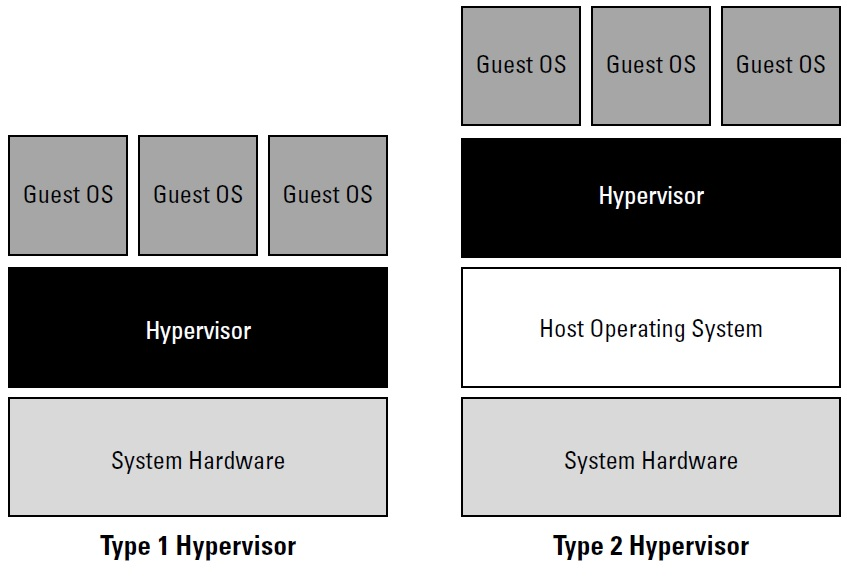 Guest OS
Guest OS
Guest OS
Hypervisor
System Hardware
Type 1 Hypervisor
Guest OS
Guest OS
Guest OS
Hypervisor
Host Operating System
System Hardware
Type 2 Hypervisor